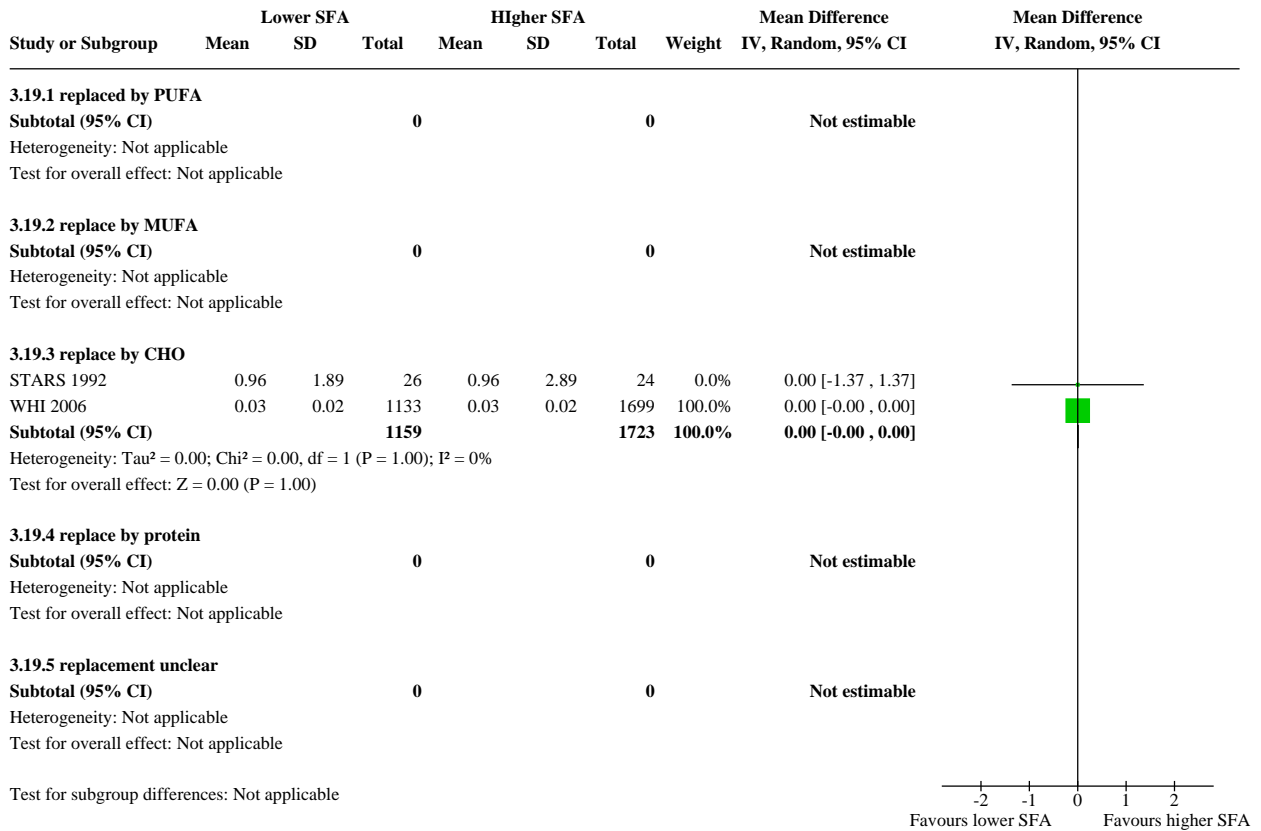 Lower SFA HIgher SFA Mean Difference Mean Difference
Study or Subgroup Mean SD Total Mean SD Total Weight IV, Random, 95% CI IV, Random, 95% CI
3.19.1 replaced by PUFA
Subtotal (95% CI) 0 0 Not estimable
Heterogeneity: Not applicable
Test for overall effect: Not applicable
3.19.2 replace by MUFA
Subtotal (95% CI) 0 0 Not estimable
Heterogeneity: Not applicable
Test for overall effect: Not applicable
3.19.3 replace by CHO
STARS 1992 0.96 1.89 26 0.96 2.89 24 0.0% 0.00 [-1.37 , 1.37]
WHI 2006 0.03 0.02 1133 0.03 0.02 1699 100.0% 0.00 [-0.00 , 0.00]
Subtotal (95% CI) 1159 1723 100.0% 0.00 [-0.00 , 0.00]
Heterogeneity: Tau² = 0.00; Chi² = 0.00, df = 1 (P = 1.00); I² = 0%
Test for overall effect: Z = 0.00 (P = 1.00)
3.19.4 replace by protein
Subtotal (95% CI) 0 0 Not estimable
Heterogeneity: Not applicable
Test for overall effect: Not applicable
3.19.5 replacement unclear
Subtotal (95% CI) 0 0 Not estimable
Heterogeneity: Not applicable
Test for overall effect: Not applicable
Test for subgroup differences: Not applicable
-2 -1 0 1 2
Favours lower SFA Favours higher SFA